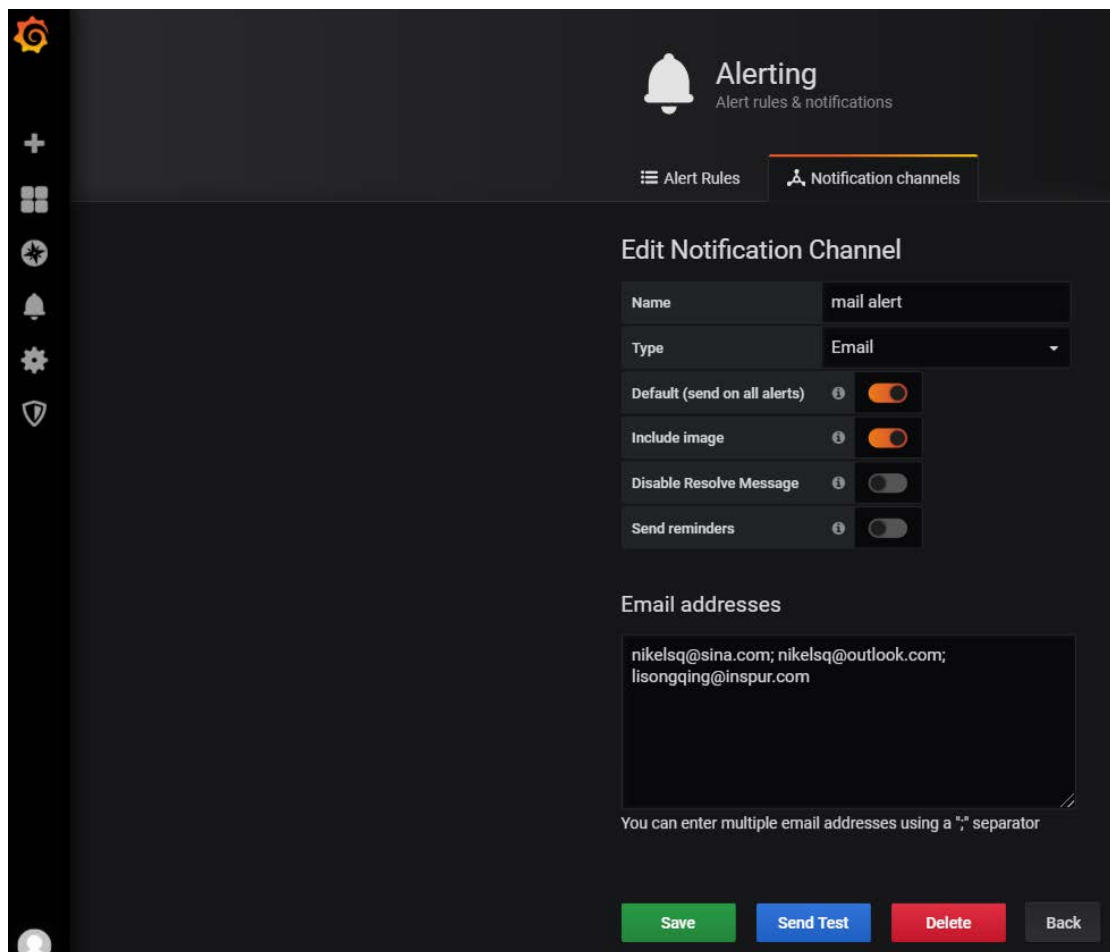 Alerting
Alert rules & notifications
Alert Rules
Notification channels
Edit Notification Channel
Name
mail alert
Type
Email
Default (send on all alerts)
Include image
Disable Resolve Message
Send reminders
Email addresses
nikelsq@sina.com; nikelsq@outlook.com;
lisongqing@inspur.com
You can enter multiple email addresses using a ";" separator
Save
Send Test
Delete
Back